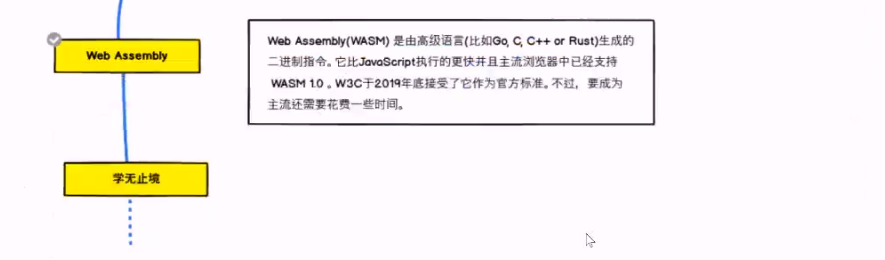 Web Assembly
Web Assembly(WASM) 是由高级语言(比如Go, C, C++ or Rust)生成的
二进制指令。它比JavaScript执行的更快并且主流浏览器中已经支持
WASM 1.0 。W3C于2019年底接受了它作为官方标准。不过，要成为
主流还需要花费一些时间。
学无止境